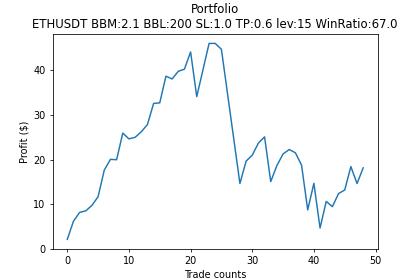 Portfolio
ETHUSDT BBM:2.1 BBL:200 SL:1.0 TP:0.6 lev:15 WinRatio:67.0
Profit ($)
40
30
20
10
0
0 10 20 30 40 50
Trade counts